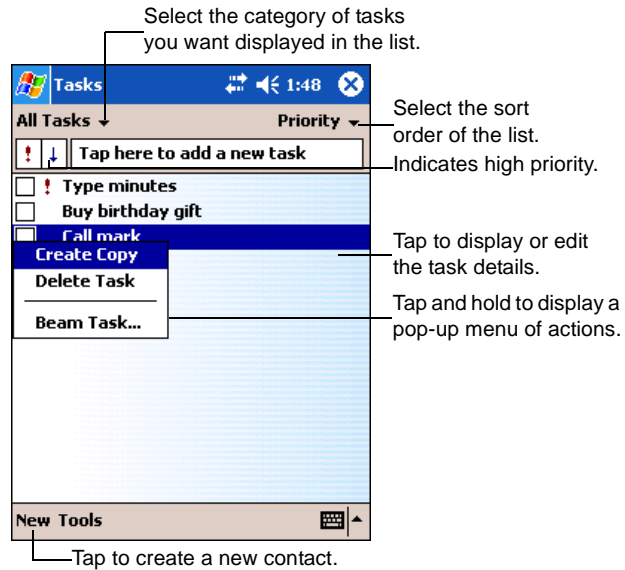 Select the category of tasks
you want displayed in the list.
Tasks 1:48
All Tasks Priority
Select the sort
order of the list.
! Tap here to add a new task
Indicates high priority.
! Type minutes
Buy birthday gift
Call mark
Create Copy
Delete Task
Beam Task...
Tap to display or edit
the task details.
Tap and hold to display a
pop-up menu of actions.
New Tools
Tap to create a new contact.